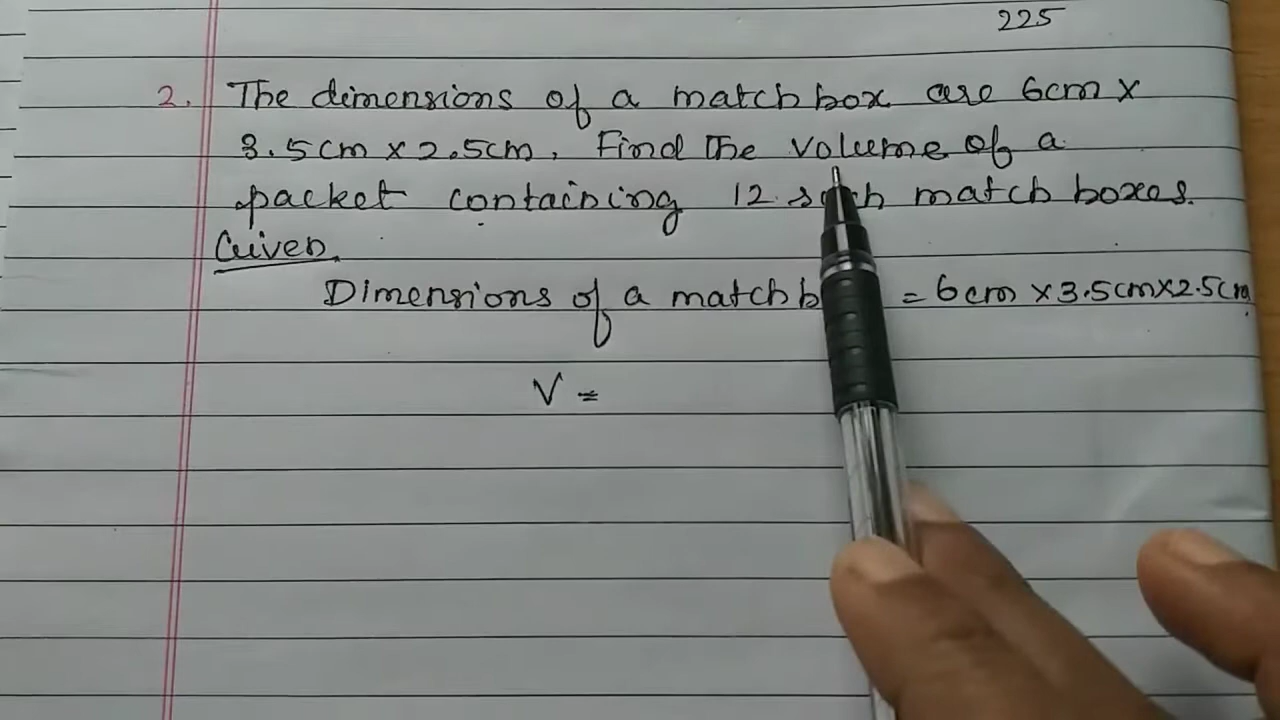 225
2. The dimensions of a match box are 6cm x
3.5cm x 2.5cm. Find The volume of a
packet containing 12 such match boxes.
Given
Dimensions of a match = 6cm x 3.5cm x 2.5cm.
V =